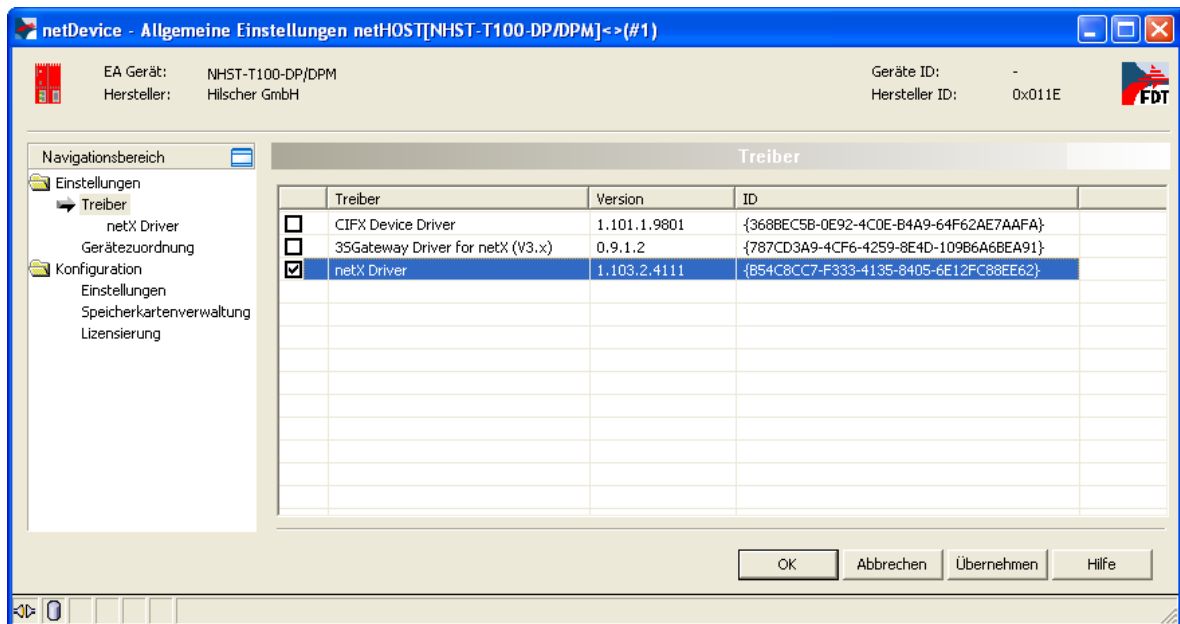 netDevice - Allgemeine Einstellungen netHOST[NHST-T100-DP/DPM]<>(#1)
EA Gerät: NHST-T100-DP/DPM Geräte ID: -
Hersteller: Hilscher GmbH Hersteller ID: 0x011E
FDT
Navigationsbereich
Einstellungen
Treiber
netX Driver
Gerätezuordnung
Konfiguration
Einstellungen
Speicherkartenverwaltung
Lizensierung
Treiber
Treiber Version ID
CIFX Device Driver 1.101.1.9801 {368BEC5B-0E92-4C0E-B4A9-64F62AE7AAFA}
3SGateway Driver for netX (V3.x) 0.9.1.2 {787CD3A9-4CF6-4259-8E4D-109B6A6BEA91}
netX Driver 1.103.2.4111 {B54C8CC7-F333-4135-8405-6E12FC88EE62}
OK Abbrechen Übernehmen Hilfe